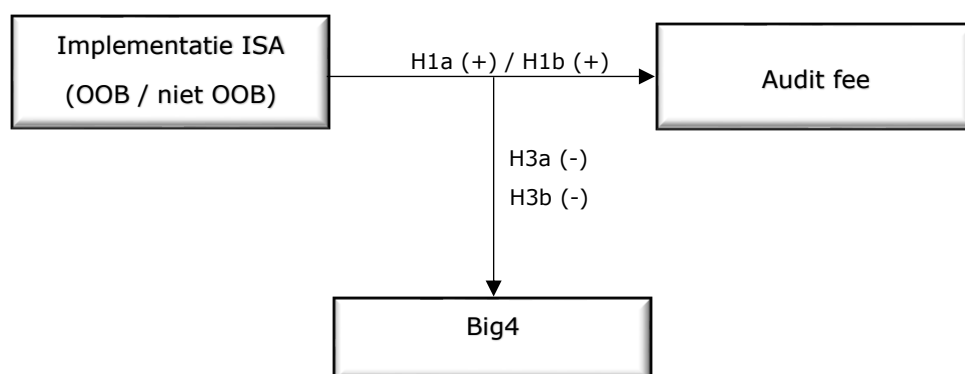 Implementatie ISA
(OOB / niet OOB)
H1a (+) / H1b (+)
Audit fee
H3a (-)
H3b (-)
Big4